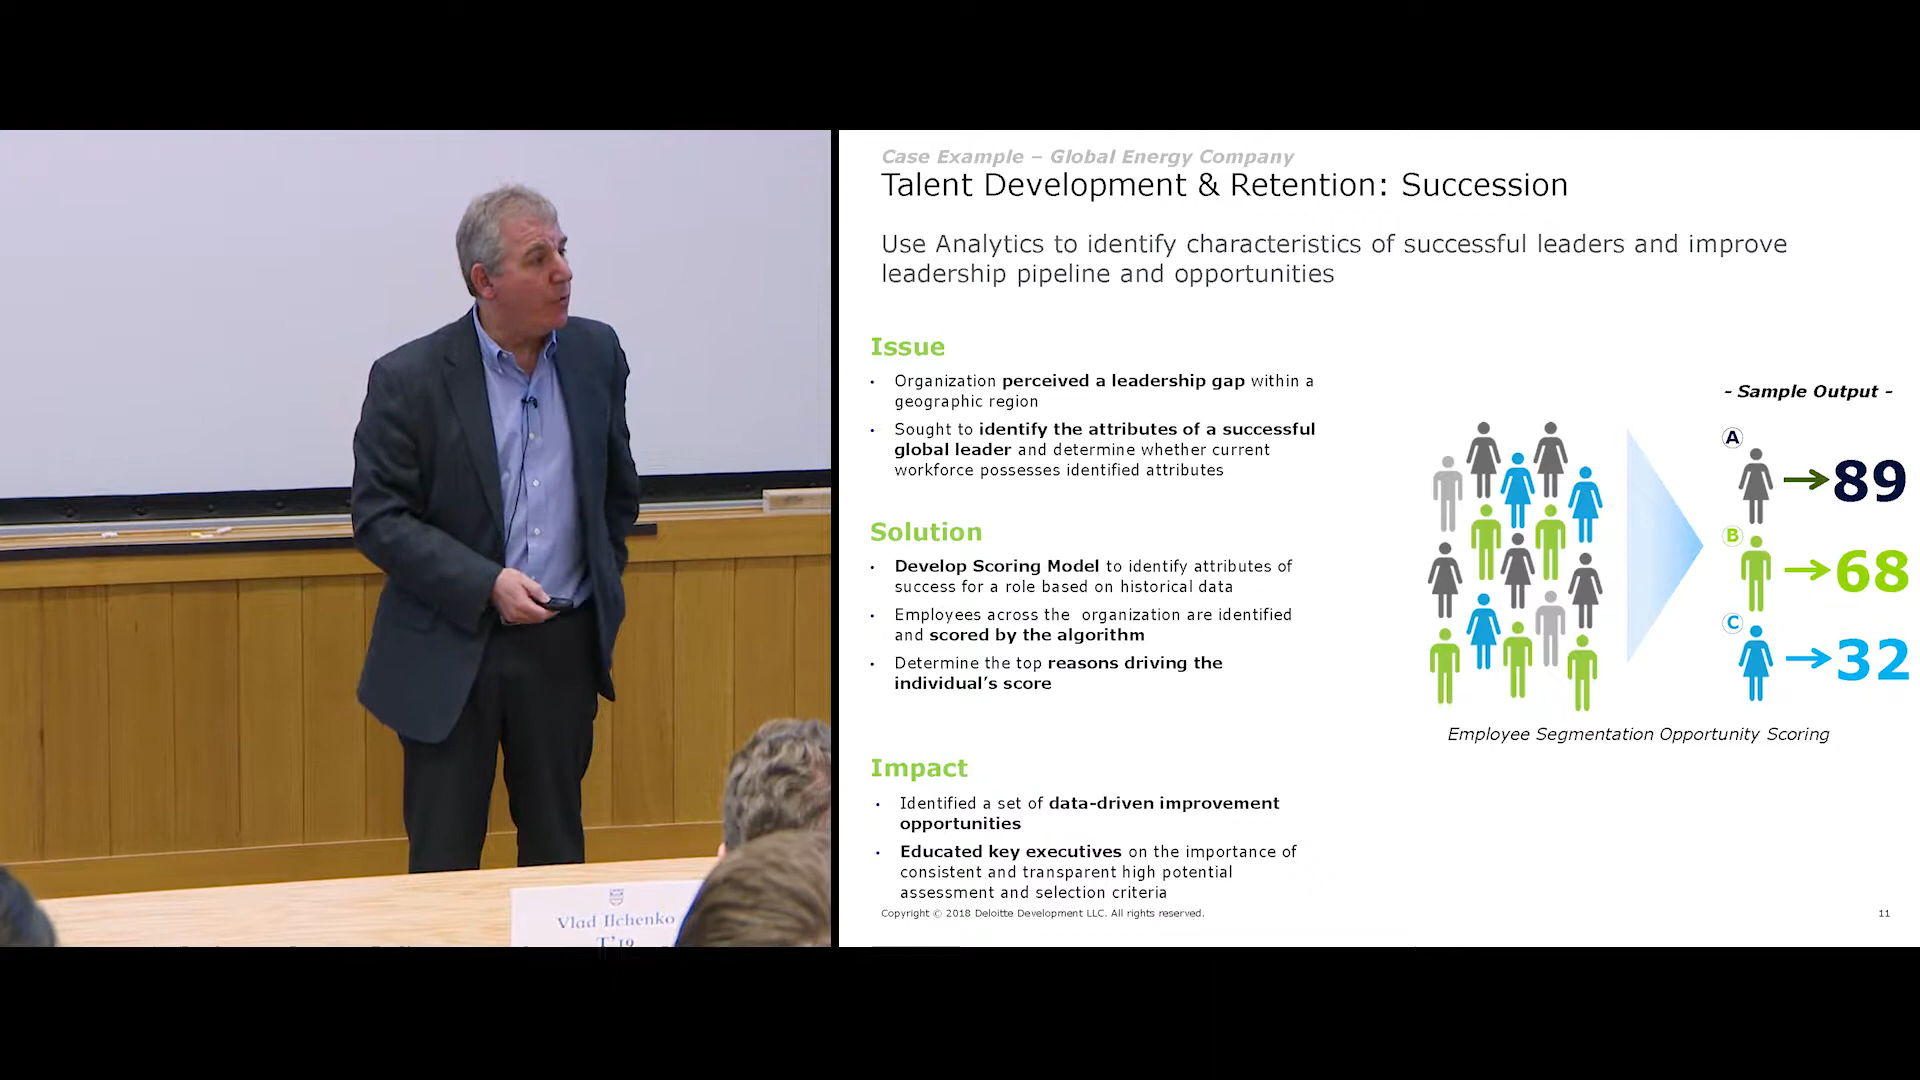 Case Example – Global Energy Company
Talent Development & Retention: Succession
Use Analytics to identify characteristics of successful leaders and improve
leadership pipeline and opportunities
Issue
• Organization perceived a leadership gap within a
geographic region
• Sought to identify the attributes of a successful
global leader and determine whether current
workforce possesses identified attributes
Solution
• Develop Scoring Model to identify attributes of
success for a role based on historical data
• Employees across the organization are identified
and scored by the algorithm
• Determine the top reasons driving the
individual's score
Impact
• Identified a set of data-driven improvement
opportunities
• Educated key executives on the importance of
consistent and transparent high potential
assessment and selection criteria
- Sample Output -
A
89
B
68
C
32
Employee Segmentation Opportunity Scoring
Copyright © 2018 Deloitte Development LLC. All rights reserved.
11
Vlad Ilchenko
T'19